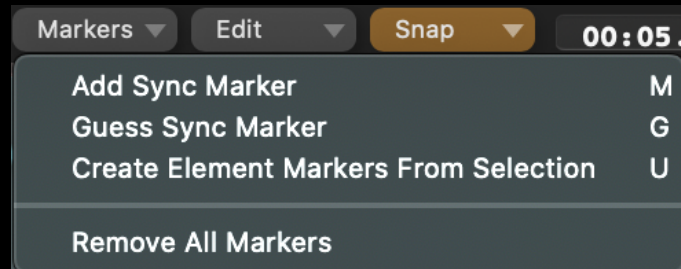 Markers Edit Snap 00:05.
Add Sync Marker M
Guess Sync Marker G
Create Element Markers From Selection U
Remove All Markers